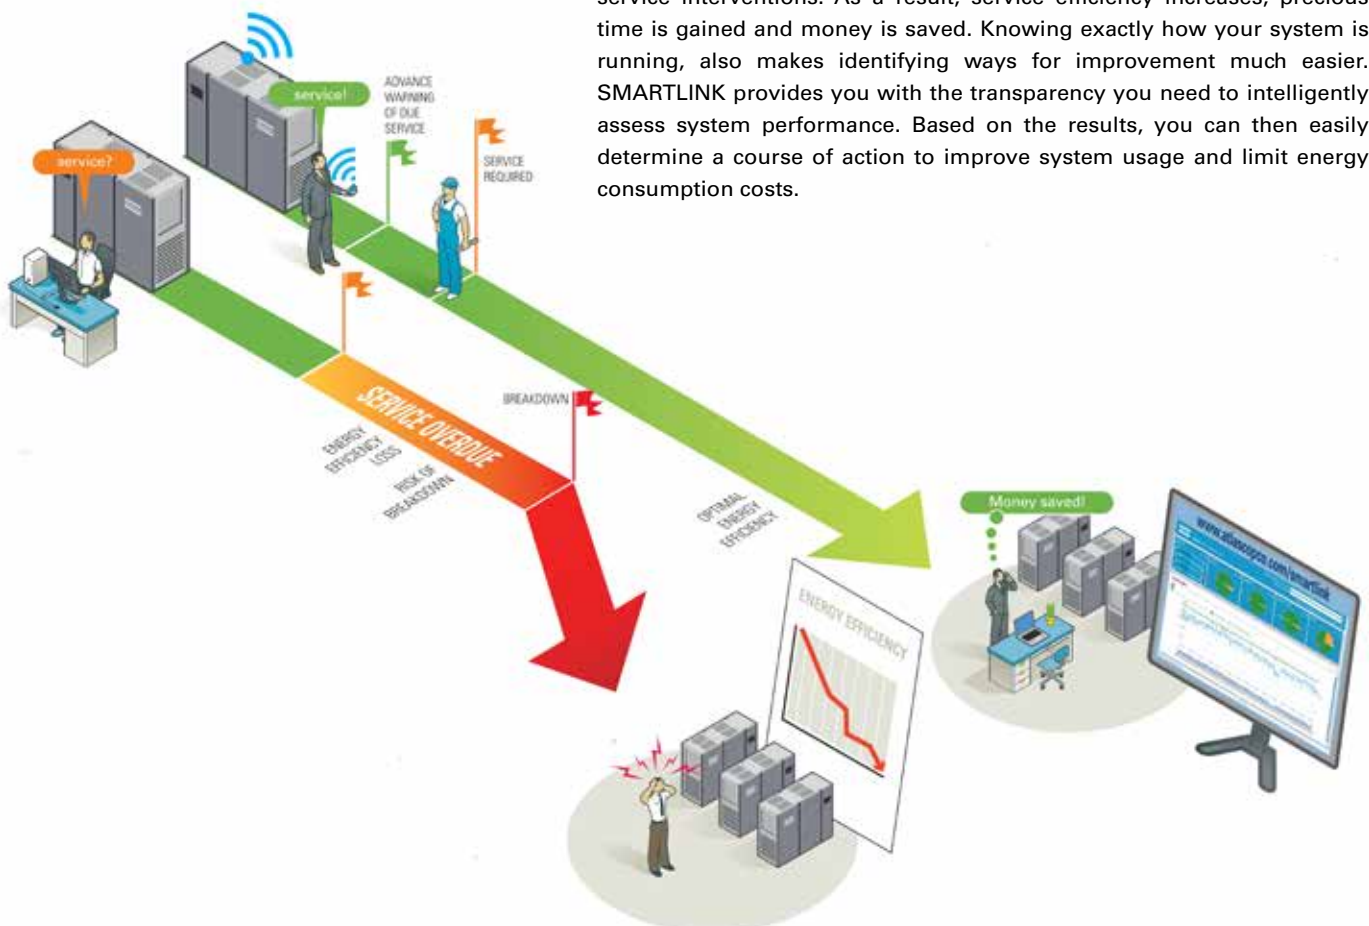 service interventions. As a result, service efficiency increases, precious
time is gained and money is saved. Knowing exactly how your system is
running, also makes identifying ways for improvement much easier.
SMARTLINK provides you with the transparency you need to intelligently
assess system performance. Based on the results, you can then easily
determine a course of action to improve system usage and limit energy
consumption costs.
service!
ADVANCE
WARNING
OF DUE
SERVICE
SERVICE
REQUIRED
service?
SERVICE OVERDUE
BREAKDOWN
ENERGY
EFFICIENCY
LOSS
RISK OF
BREAKDOWN
OPTIMAL
ENERGY
EFFICIENCY
Money saved!
www.atlascopco.com/smartlink
ENERGY EFFICIENCY